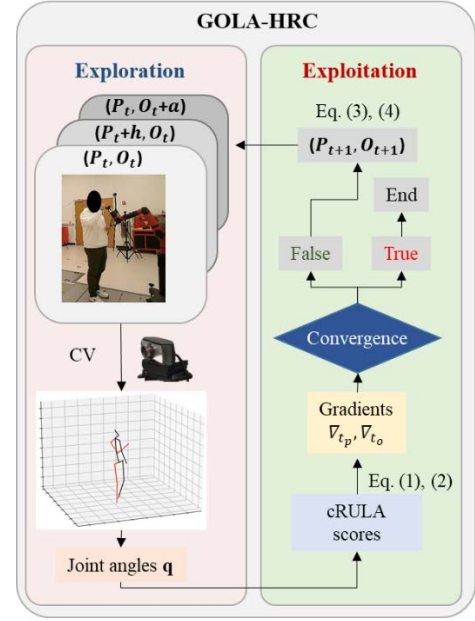 GOLA-HRC
Exploration
(P_t, O_t+a)
(P_t+h, O_t)
(P_t, O_t)
CV
Joint angles q
Exploitation
Eq. (3), (4)
(P_{t+1}, O_{t+1})
End
False
True
Convergence
Gradients
∇_{t_p}, ∇_{t_o}
Eq. (1), (2)
cRULA
scores